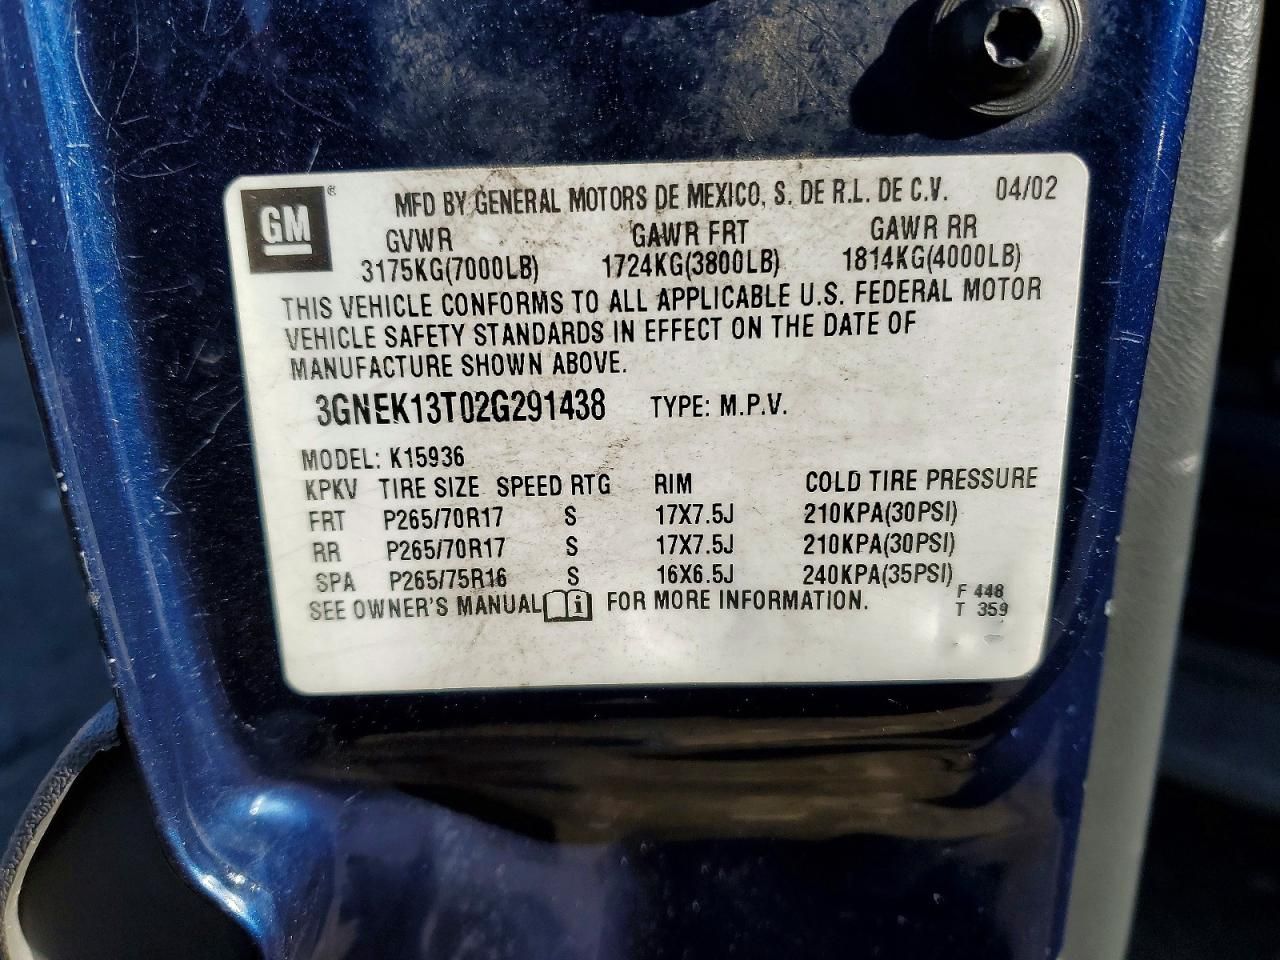 GM ® MFD BY GENERAL MOTORS DE MEXICO, S. DE R.L. DE C.V. 04/02
GVWR GAWR FRT GAWR RR
3175KG(7000LB) 1724KG(3800LB) 1814KG(4000LB)
THIS VEHICLE CONFORMS TO ALL APPLICABLE U.S. FEDERAL MOTOR
VEHICLE SAFETY STANDARDS IN EFFECT ON THE DATE OF
MANUFACTURE SHOWN ABOVE.
3GNEK13T02G291438 TYPE: M.P.V.
MODEL: K15936
KPKV TIRE SIZE SPEED RTG RIM COLD TIRE PRESSURE
FRT P265/70R17 S 17X7.5J 210KPA(30PSI)
RR P265/70R17 S 17X7.5J 210KPA(30PSI)
SPA P265/75R16 S 16X6.5J 240KPA(35PSI)
SEE OWNER'S MANUAL i FOR MORE INFORMATION.
F 448
T 359